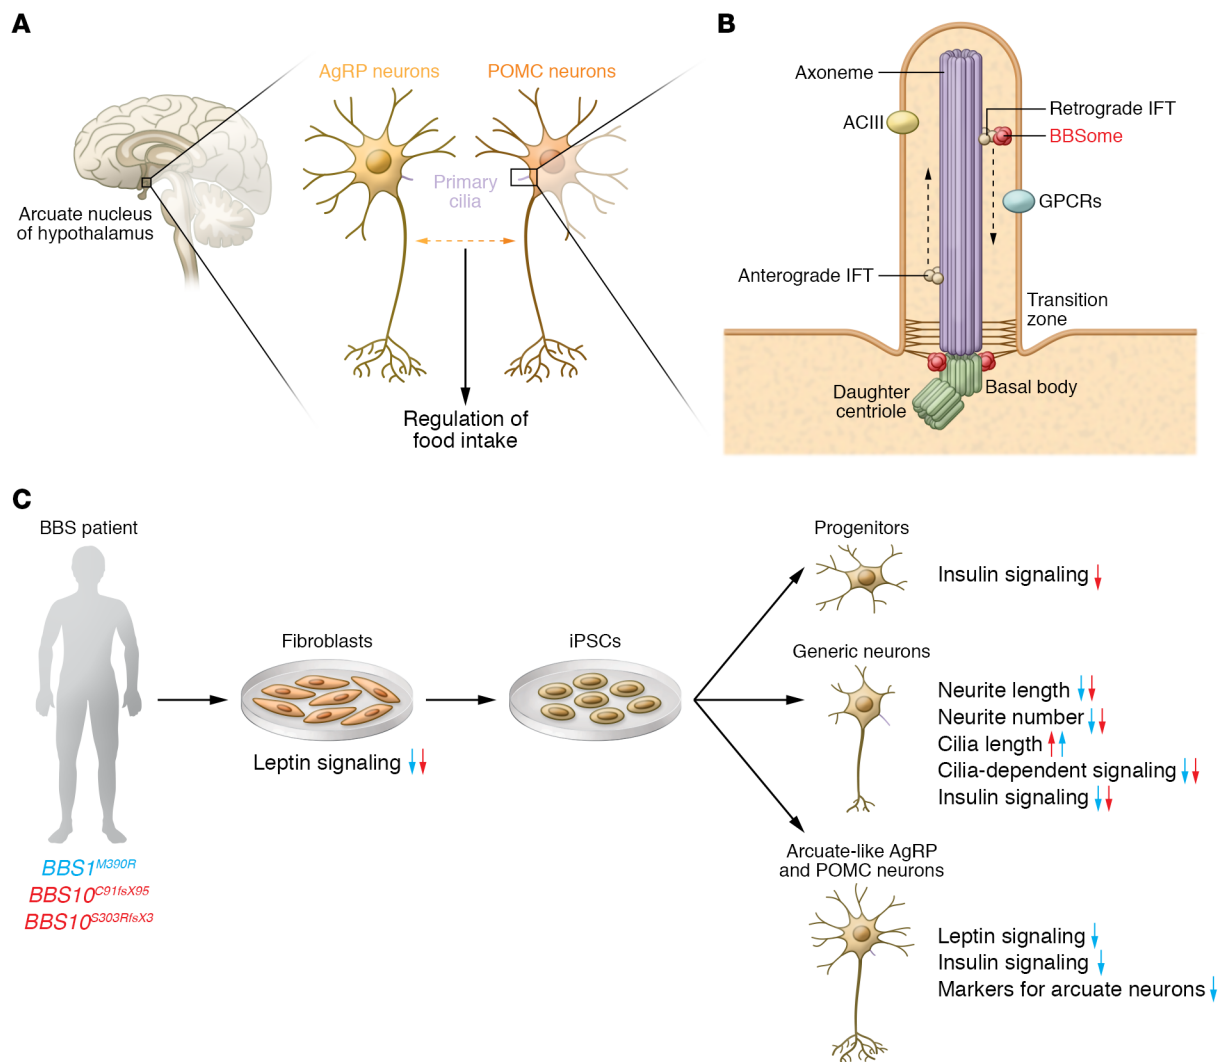 A
AgRP neurons
POMC neurons
Primary
cilia
Arcuate nucleus
of hypothalamus
Regulation of
food intake
B
Axoneme
ACIII
Retrograde IFT
BBSome
GPCRs
Anterograde IFT
Transition
zone
Daughter
centriole
Basal body
C
BBS patient
BBS1M390R
BBS10C91fsX95
BBS10S303RfsX3
Fibroblasts
Leptin signaling
iPSCs
Progenitors
Insulin signaling
Generic neurons
Neurite length
Neurite number
Cilia length
Cilia-dependent signaling
Insulin signaling
Arcuate-like AgRP
and POMC neurons
Leptin signaling
Insulin signaling
Markers for arcuate neurons